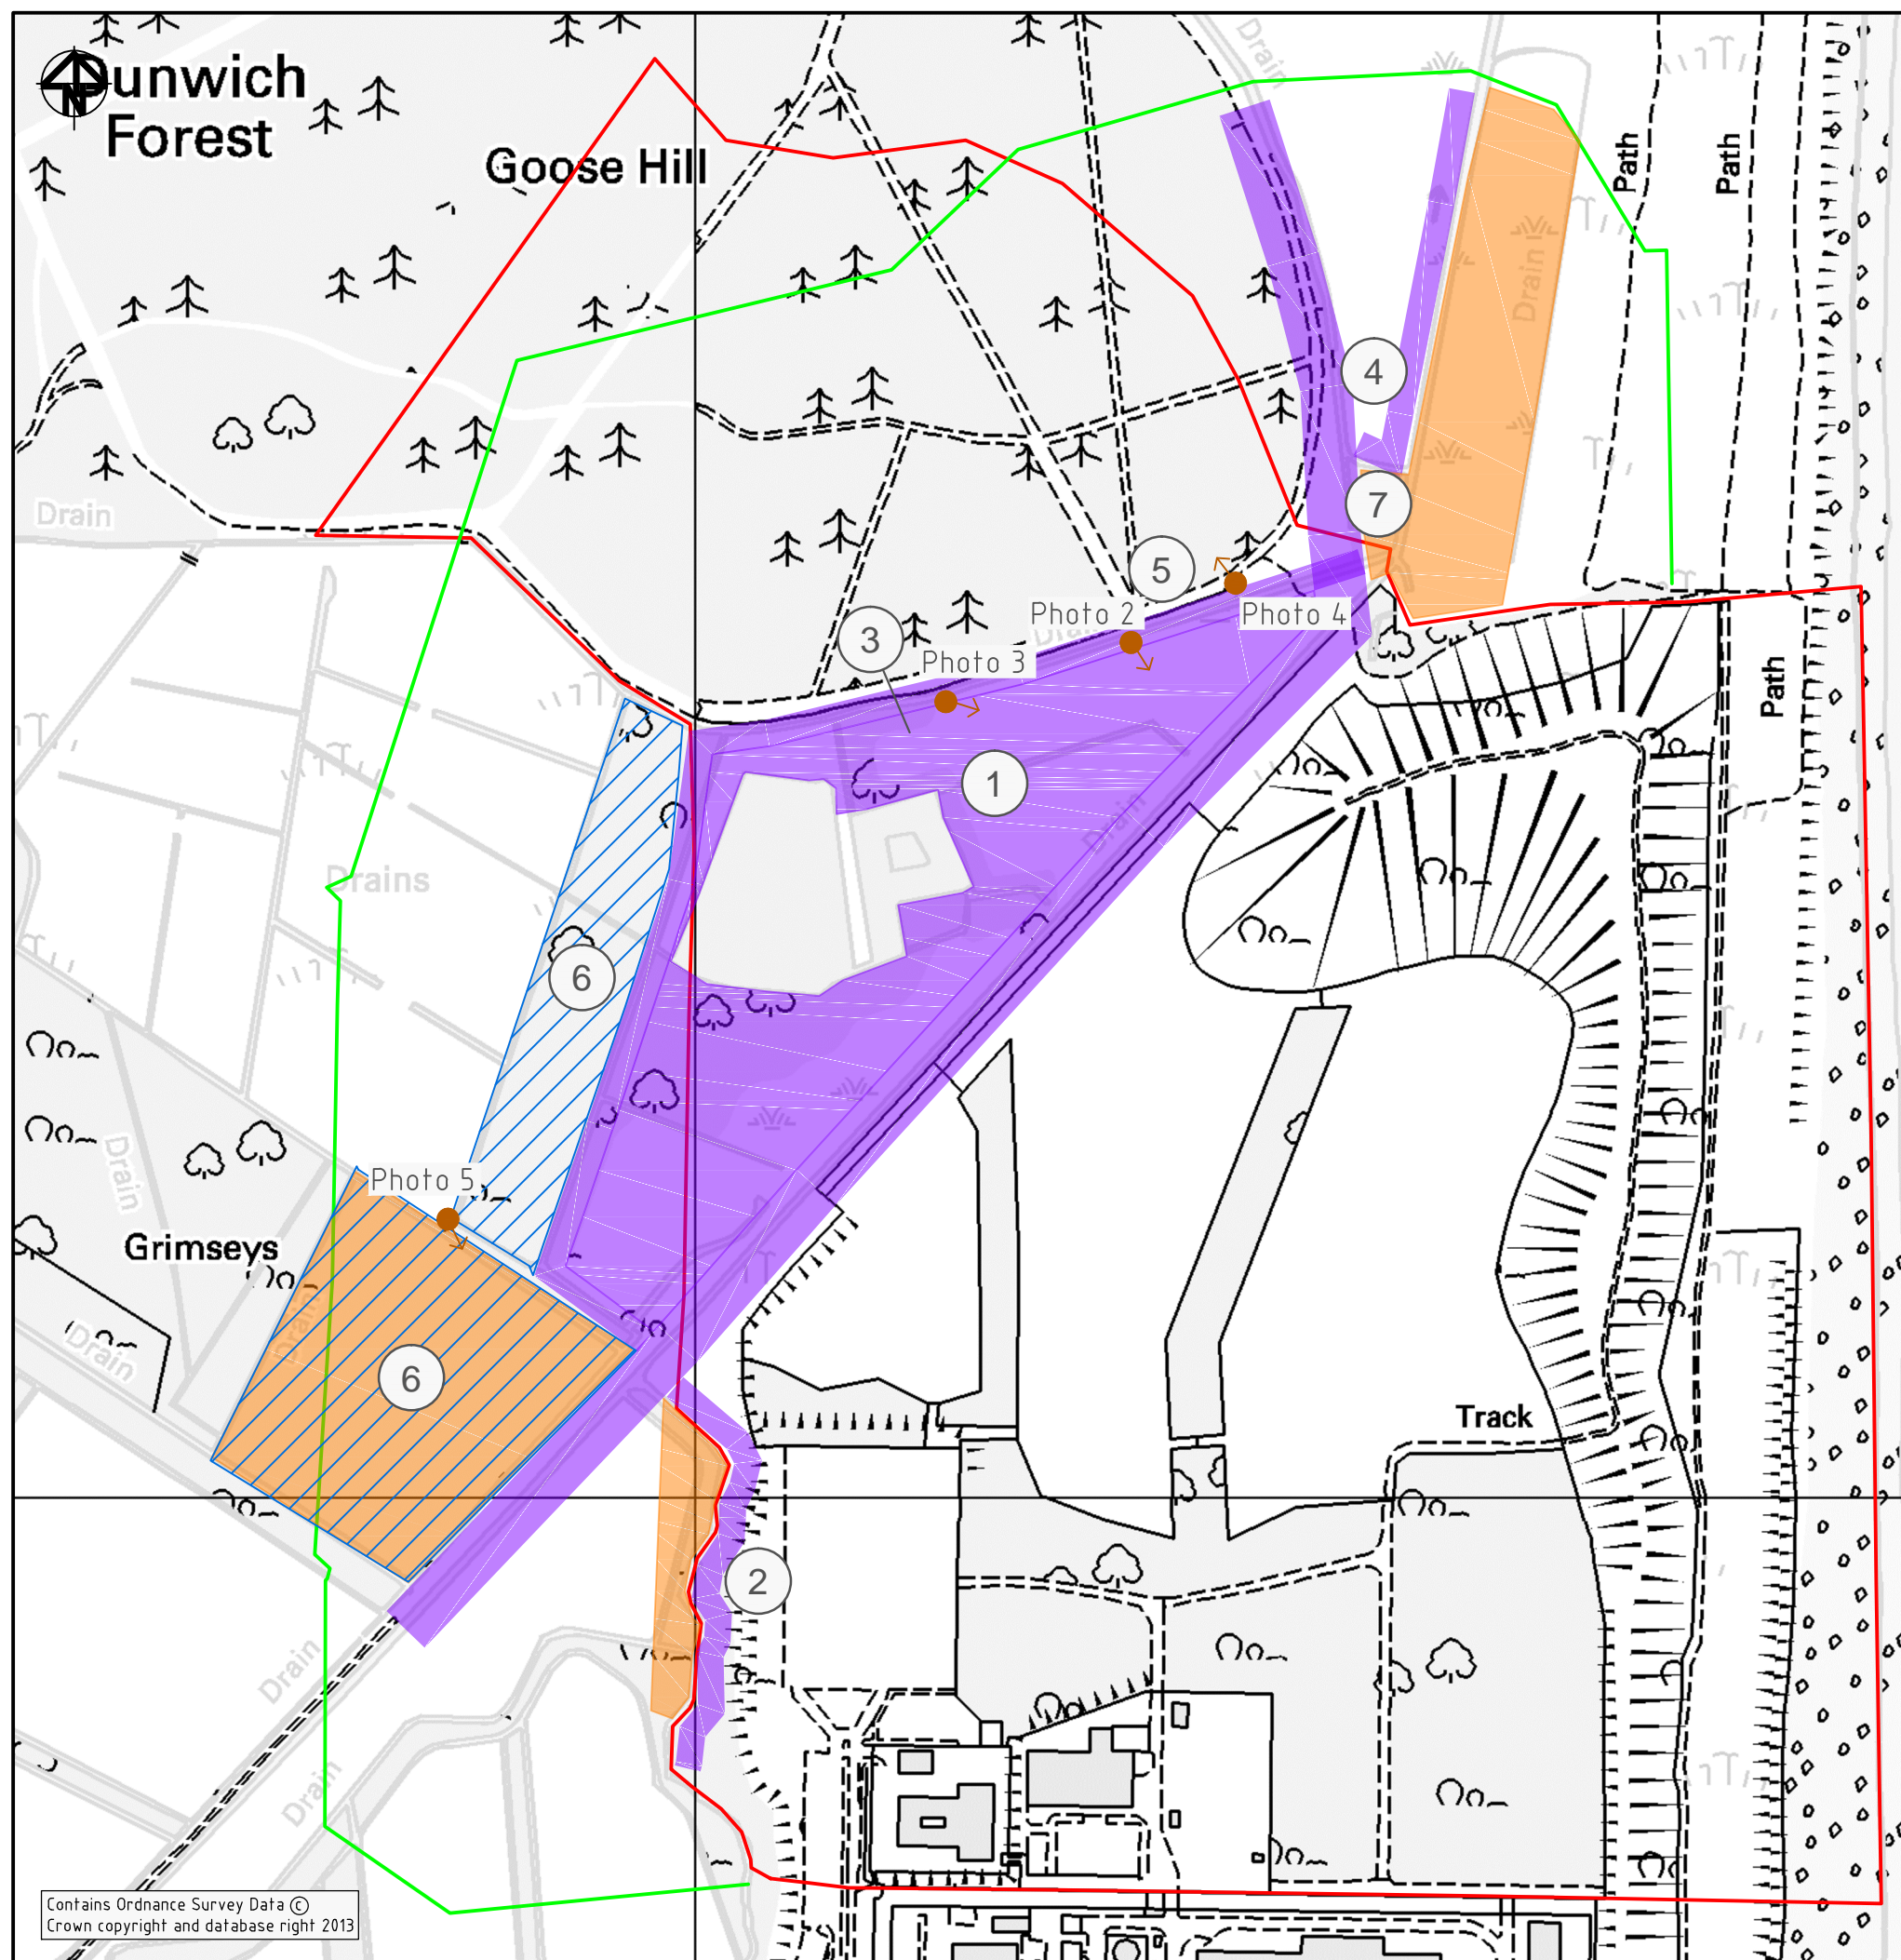 Dunwich
Forest
N
Goose Hill
Drain
Path
Path
Drain
4
7
Drain
5
Photo 2
Photo 4
3
Drain
Photo 3
Path
1
Drain
Drains
6
Drain
Photo 5
Grimseys
Drain
Drain
6
Track
2
Drain
Drain
Contains Ordnance Survey Data ©
Crown copyright and database right 2013